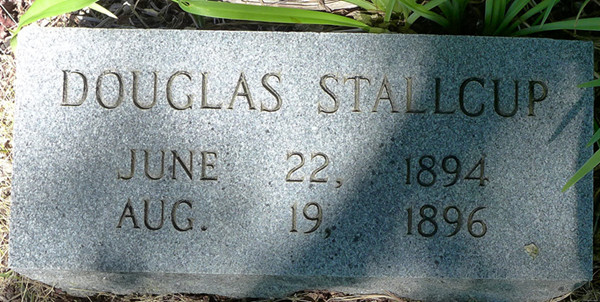 DOUGLAS STALLCUP
JUNE 22, 1894
AUG. 19, 1896